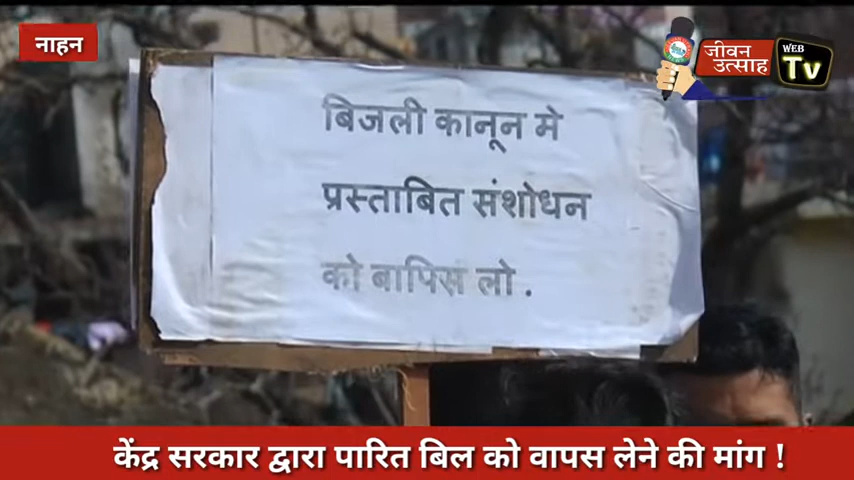 नाहन
जीवन
उत्साह
WEB
Tv
बिजली कानून मे
प्रस्ताबित संशोधन
को बापिस लो .
केंद्र सरकार द्वारा पारित बिल को वापस लेने की मांग !